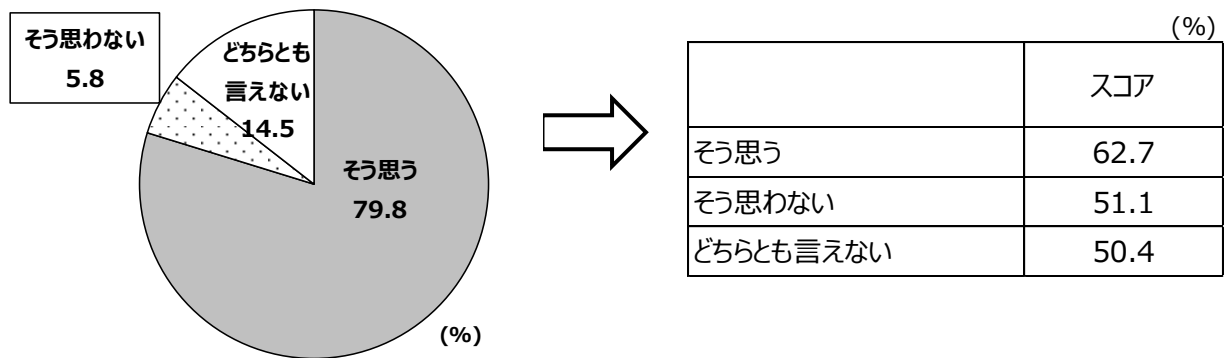 そう思わない
5.8
どちらとも
言えない
14.5
そう思う
79.8
(%)
(%)
スコア
そう思う 62.7
そう思わない 51.1
どちらとも言えない 50.4